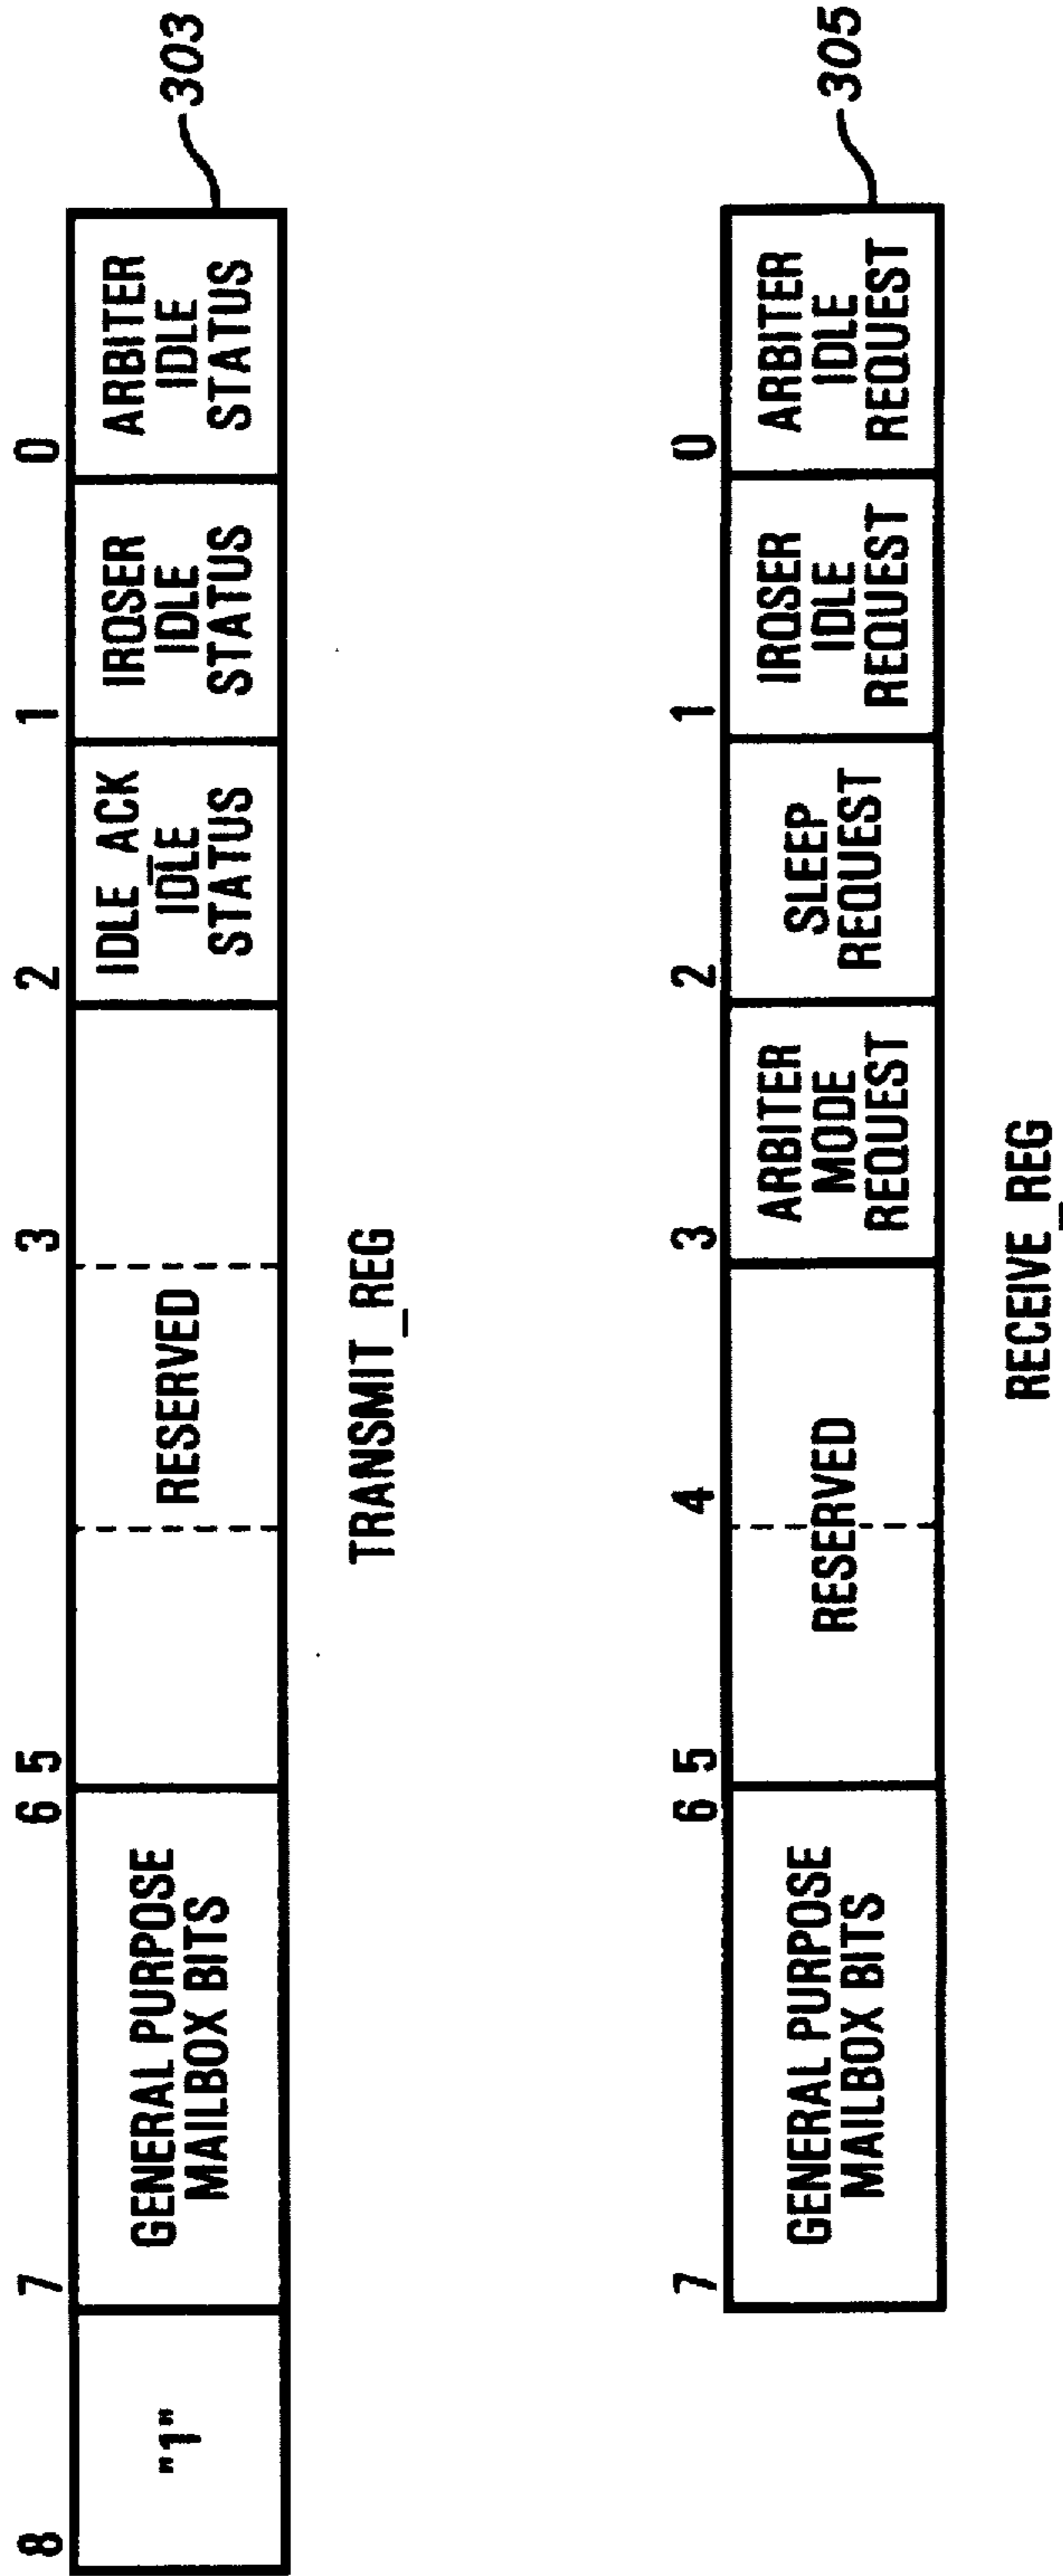 8
7
6
5
3
2
1
0
"1"
GENERAL PURPOSE
MAILBOX BITS
RESERVED
IDLE_ACK
IDLE
STATUS
IRQSER
IDLE
STATUS
ARBITER
IDLE
STATUS
303
TRANSMIT_REG
7
6
5
4
3
2
1
0
GENERAL PURPOSE
MAILBOX BITS
RESERVED
ARBITER
MODE
REQUEST
SLEEP
REQUEST
IRQSER
IDLE
REQUEST
ARBITER
IDLE
REQUEST
305
RECEIVE_REG